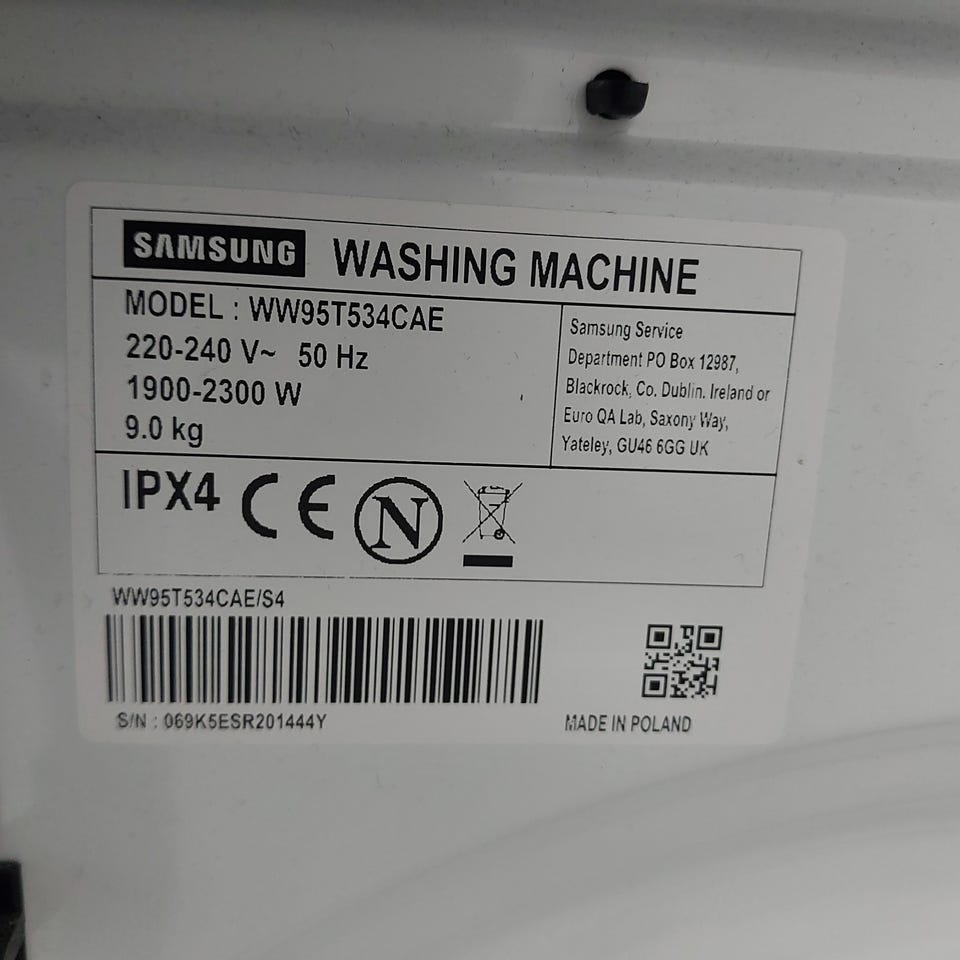 SAMSUNG WASHING MACHINE
MODEL : WW95T534CAE
220-240 V~ 50 Hz
1900-2300 W
9.0 kg
Samsung Service
Department PO Box 12987,
Blackrock, Co. Dublin. Ireland or
Euro QA Lab, Saxony Way,
Yateley, GU46 6GG UK
IPX4 CE N
WW95T534CAE/S4
S/N : 069K5ESR201444Y
MADE IN POLAND